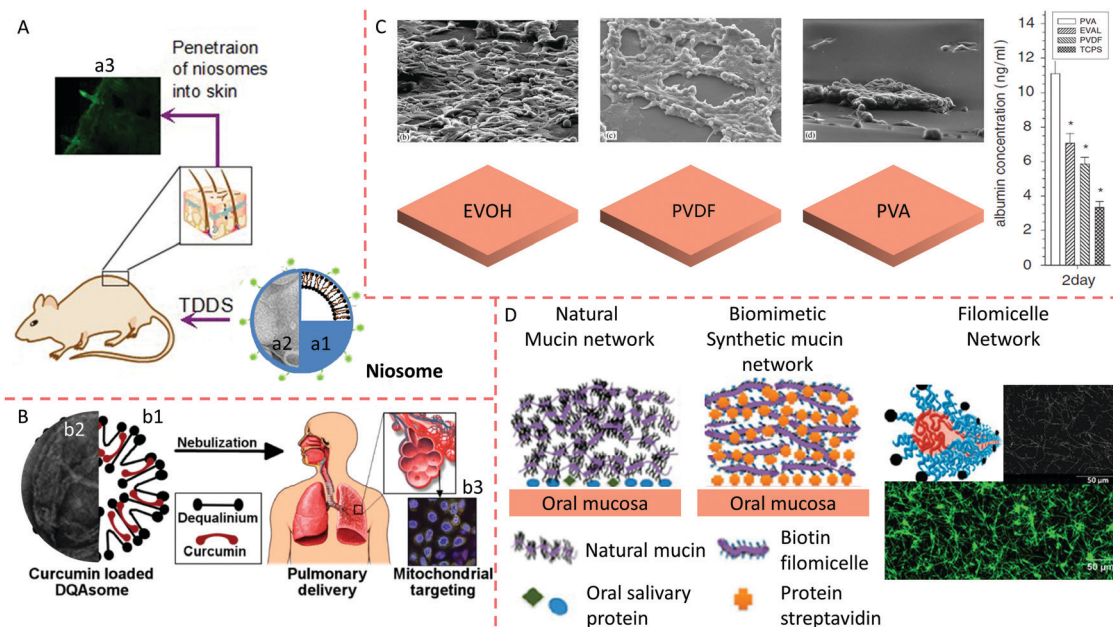 A
Penetraion
of niosomes
into skin
a3
TDDS
a2
a1
Niosome
B
b2
b1
Nebulization
Dequalinium
Curcumin
b3
Curcumin loaded
DQAsome
Pulmonary
delivery
Mitochondrial
targeting
C
(b)
(c)
(d)
EVOH
PVDF
PVA
albumin concentration (ng/ml)
14
12
10
8
6
4
2
0
PVA
EVAL
PVDF
TCPS
*
*
*
2day
D
Natural
Mucin network
Biomimetic
Synthetic mucin
network
Filomicelle
Network
Oral mucosa
Oral mucosa
50 µm
50 µm
Natural mucin
Biotin
filomicelle
Oral salivary
protein
Protein
streptavidin